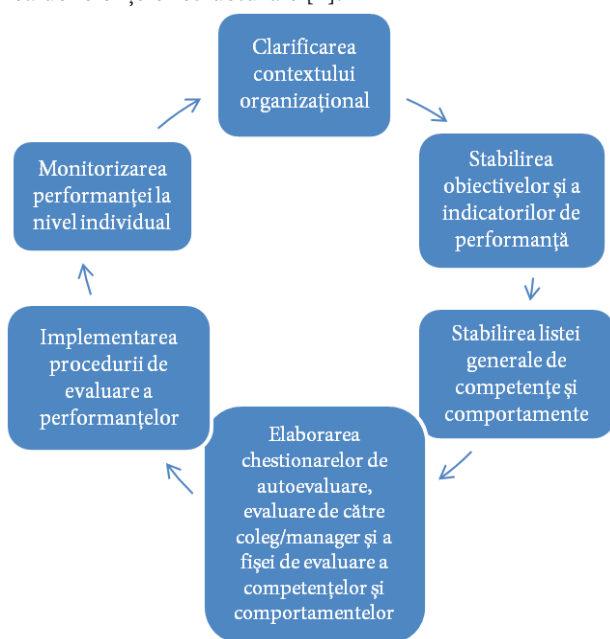 Clarificarea
contextului
organizațional
Stabilirea
obiectivelor și a
indicatorilor de
performanță
Stabilirea listei
generale de
competențe și
comportamente
Elaborarea
chestionarelor de
autoevaluare,
evaluare de către
coleg/manager și a
fișei de evaluare a
competențelor și
comportamentelor
Implementarea
procedurii de
evaluare a
performanțelor
Monitorizarea
performanței la
nivel individual